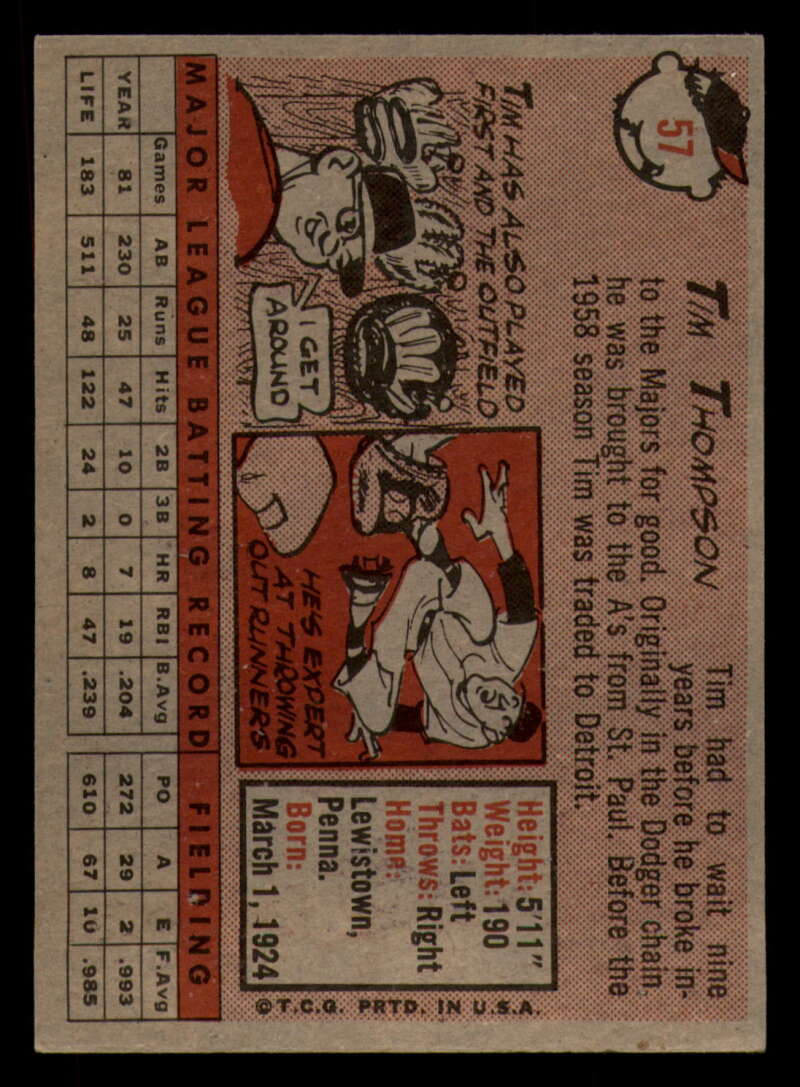 57
TIM THOMPSON
Tim had to wait nine
years before he broke in-
to the Majors for good. Originally in the Dodger chain,
he was brought to the A's from St. Paul. Before the
1958 season Tim was traded to Detroit.
TIM HAS ALSO PLAYED
FIRST AND THE OUTFIELD
I GET
AROUND
HE'S EXPERT
AT THROWING
OUT RUNNERS
Height: 5'11"
Weight: 190
Bats: Left
Throws: Right
Home:
Lewistown,
Penna.
Born:
March 1, 1924
©T.C.G. PRTD. IN U.S.A.
MAJOR LEAGUE BATTING RECORD FIELDING
Games AB Runs Hits 2B 3B HR RBI B.Avg PO A E F.Avg
YEAR 81 230 25 47 10 0 7 19 .204 272 29 2 .993
LIFE 183 511 48 122 24 2 8 47 .239 610 67 10 .985